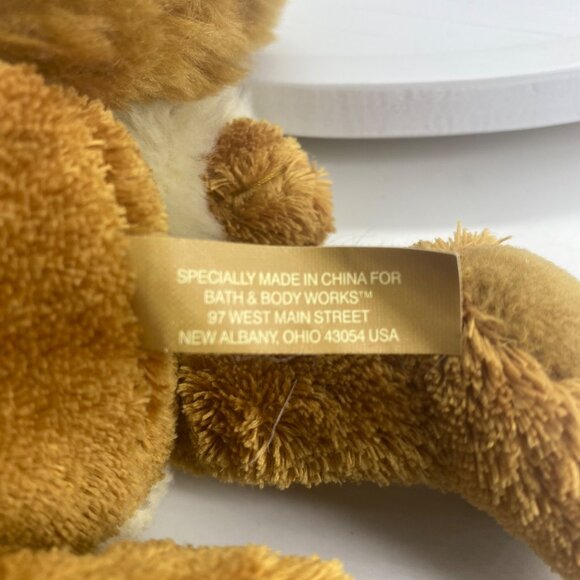 SPECIALLY MADE IN CHINA FOR
BATH & BODY WORKS™
97 WEST MAIN STREET
NEW ALBANY, OHIO 43054 USA